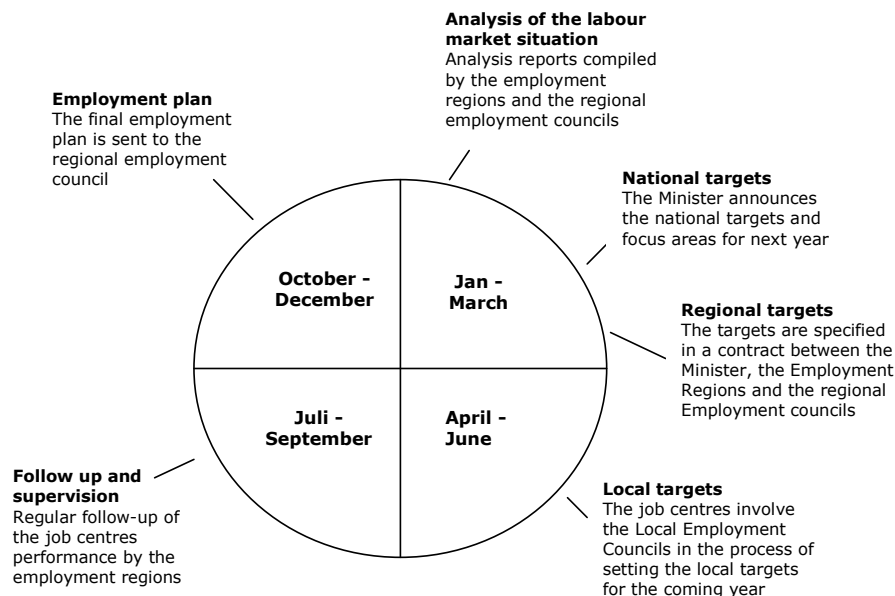 Analysis of the labour
market situation
Analysis reports compiled
by the employment
regions and the regional
employment councils
Employment plan
The final employment
plan is sent to the
regional employment
council
National targets
The Minister announces
the national targets and
focus areas for next year
October -
December
Jan -
March
Regional targets
The targets are specified
in a contract between the
Minister, the Employment
Regions and the regional
Employment councils
Juli -
September
April -
June
Follow up and
supervision
Regular follow-up of
the job centres
performance by the
employment regions
Local targets
The job centres involve
the Local Employment
Councils in the process of
setting the local targets
for the coming year